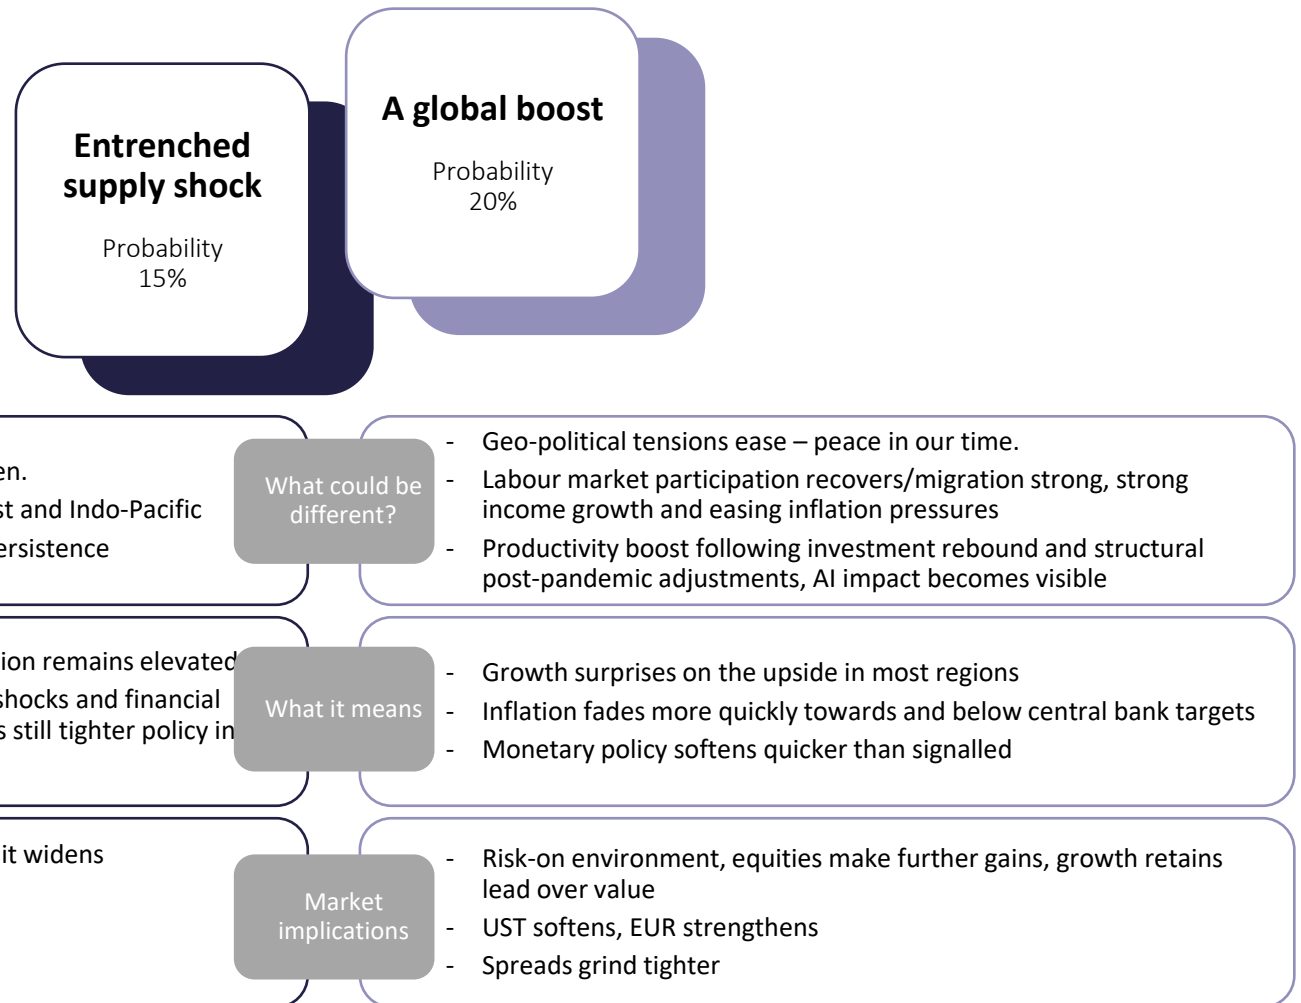 Entrenched
supply shock
Probability
15%
A global boost
Probability
20%
en.
st and Indo-Pacific
ersistence
What could be
different?
- Geo-political tensions ease – peace in our time.
- Labour market participation recovers/migration strong, strong
income growth and easing inflation pressures
- Productivity boost following investment rebound and structural
post-pandemic adjustments, AI impact becomes visible
ion remains elevated
shocks and financial
s still tighter policy in
What it means
- Growth surprises on the upside in most regions
- Inflation fades more quickly towards and below central bank targets
- Monetary policy softens quicker than signalled
it widens
Market
implications
- Risk-on environment, equities make further gains, growth retains
lead over value
- UST softens, EUR strengthens
- Spreads grind tighter